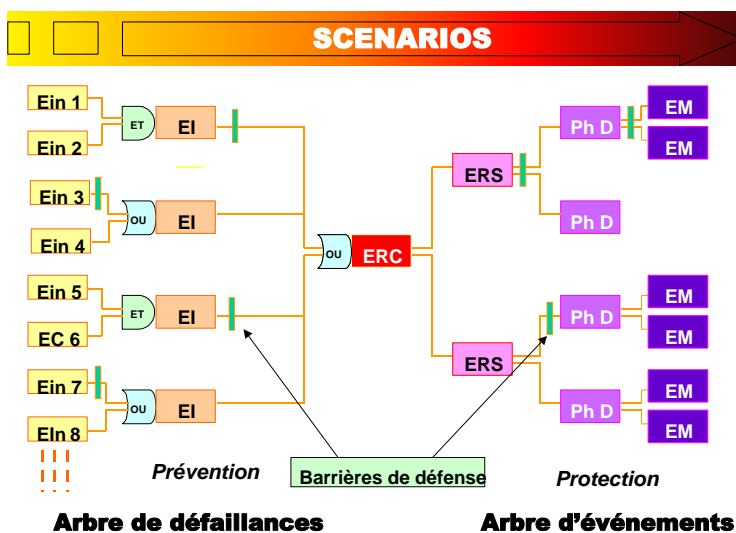 SCENARIOS
Ein 1
ET
EI
Ein 2
Ein 3
OU
EI
Ein 4
Ein 5
ET
EI
EC 6
Ein 7
OU
EI
EIn 8
OU
ERC
ERS
ERS
Ph D
Ph D
Ph D
Ph D
EM
EM
EM
EM
EM
EM
Prévention
Barrières de défense
Protection
Arbre de défaillances
Arbre d’événements